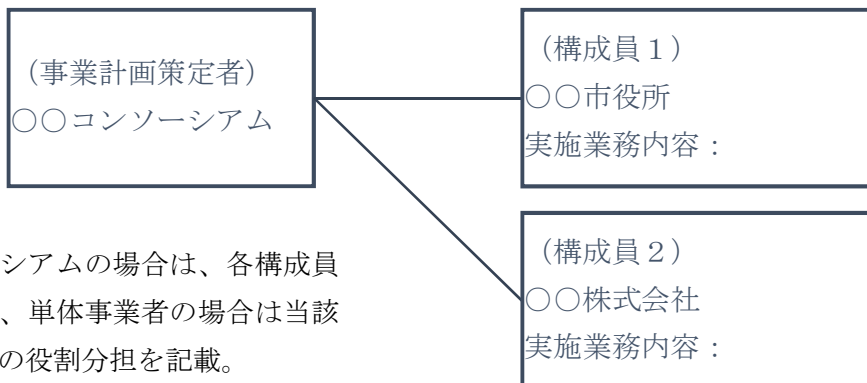 （事業計画策定者）
○○コンソーシアム
（構成員１）
○○市役所
実施業務内容：
（構成員２）
○○株式会社
実施業務内容：
シアムの場合は、各構成員
、単体事業者の場合は当該
の役割分担を記載。